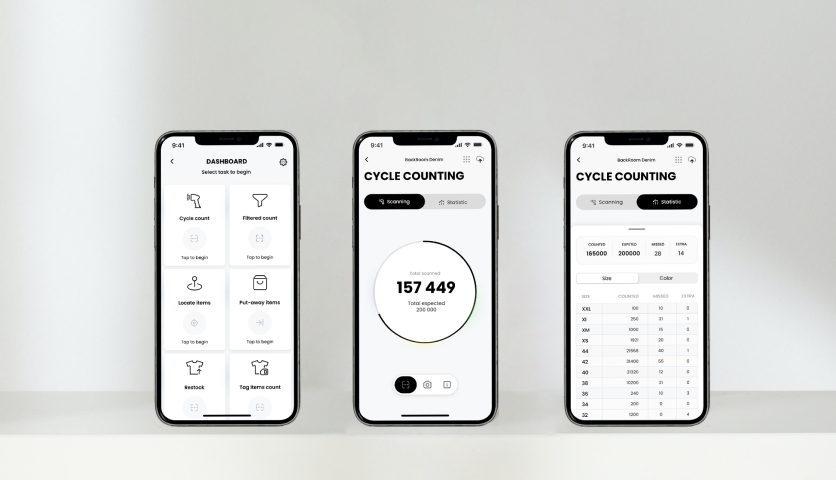 9:41
DASHBOARD
Select task to begin
Cycle count
Filtered count
Tap to begin
Tap to begin
Locate items
Put-away items
Tap to begin
Tap to begin
Restock
Tag items count
9:41
BackRoom Denim
CYCLE COUNTING
Scanning
Statistic
Total scanned
157 449
Total expected
200 000
9:41
BackRoom Denim
CYCLE COUNTING
Scanning
Statistic
COUNTED EXPETED MISSED EXTRA
165000 200000 28 14
Size
Color
SIZE COUNTED MISSED EXTRA
XXL 100 10 0
Xl 250 31 1
XM 1000 15 0
XS 1921 20 0
44 21568 40 1
42 31400 55 0
40 21220 12 0
38 10200 31 0
36 240 10 3
34 200 0 0
32 1200 0 4